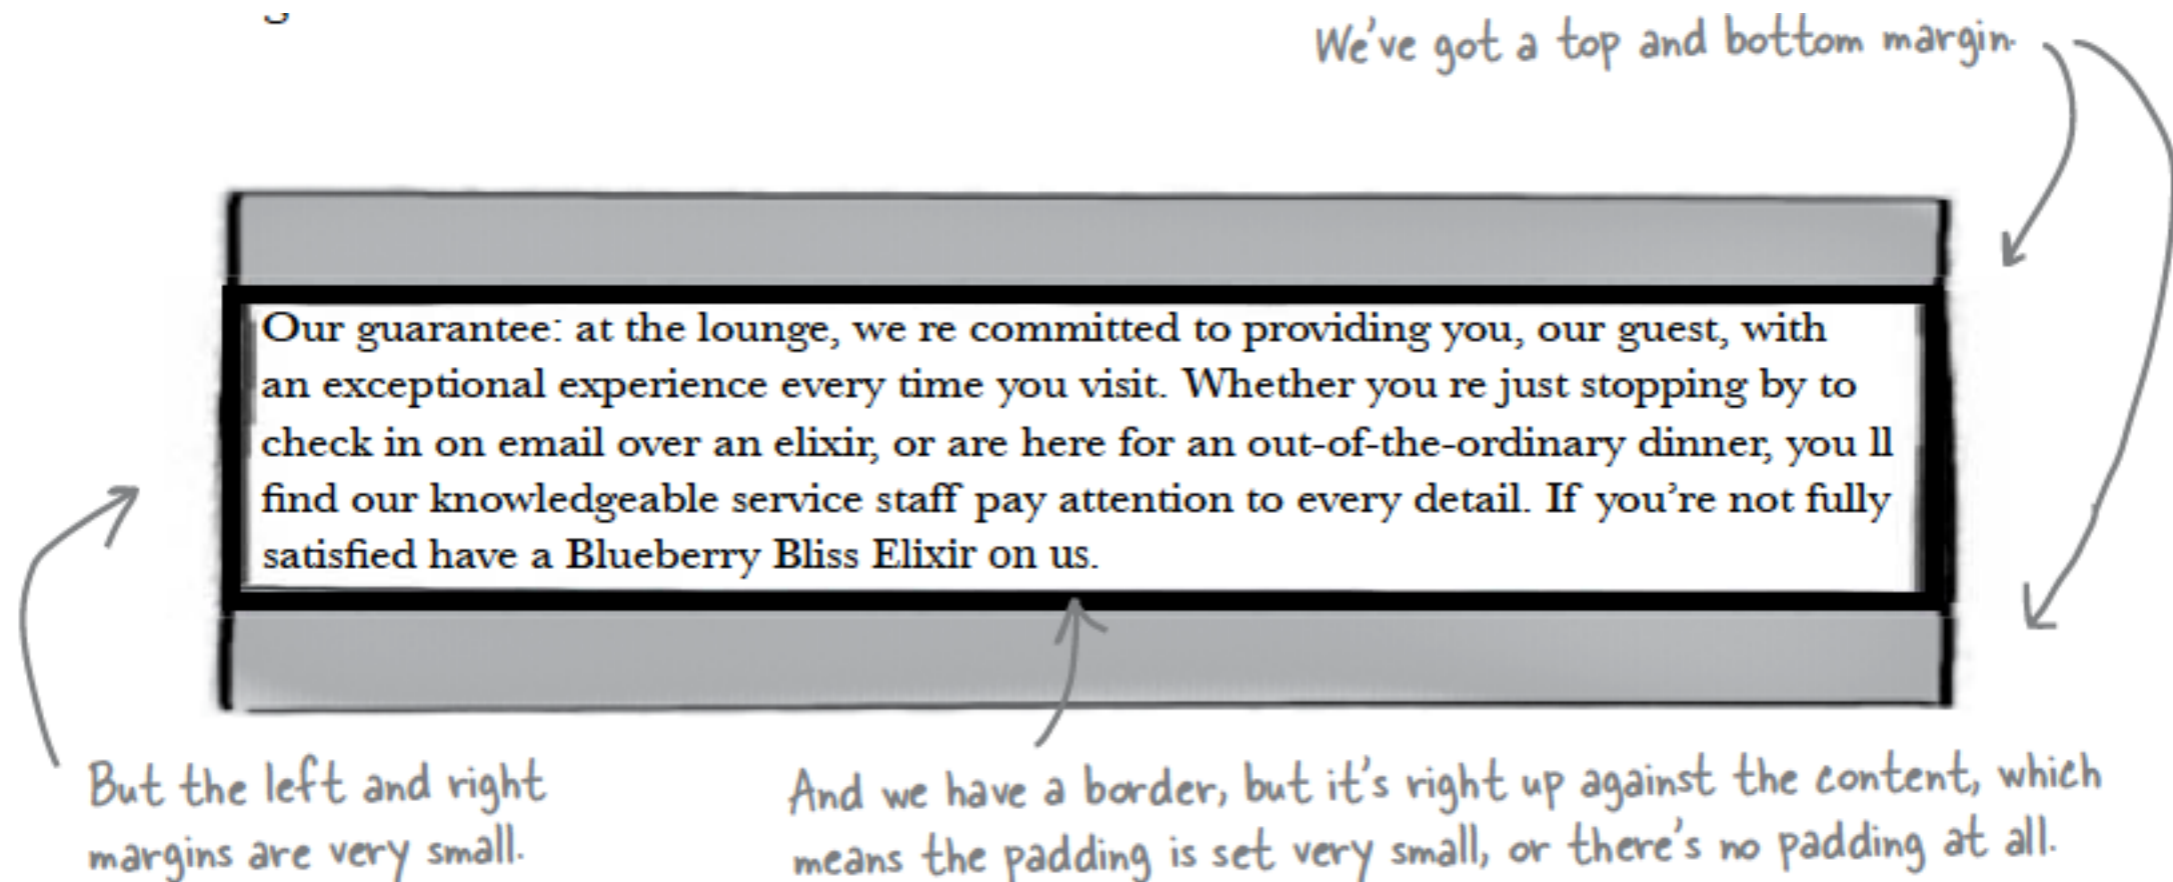 We've got a top and bottom margin.
Our guarantee: at the lounge, we re committed to providing you, our guest, with
an exceptional experience every time you visit. Whether you re just stopping by to
check in on email over an elixir, or are here for an out-of-the-ordinary dinner, you ll
find our knowledgeable service staff pay attention to every detail. If you’re not fully
satisfied have a Blueberry Bliss Elixir on us.
But the left and right
margins are very small.
And we have a border, but it's right up against the content, which
means the padding is set very small, or there's no padding at all.